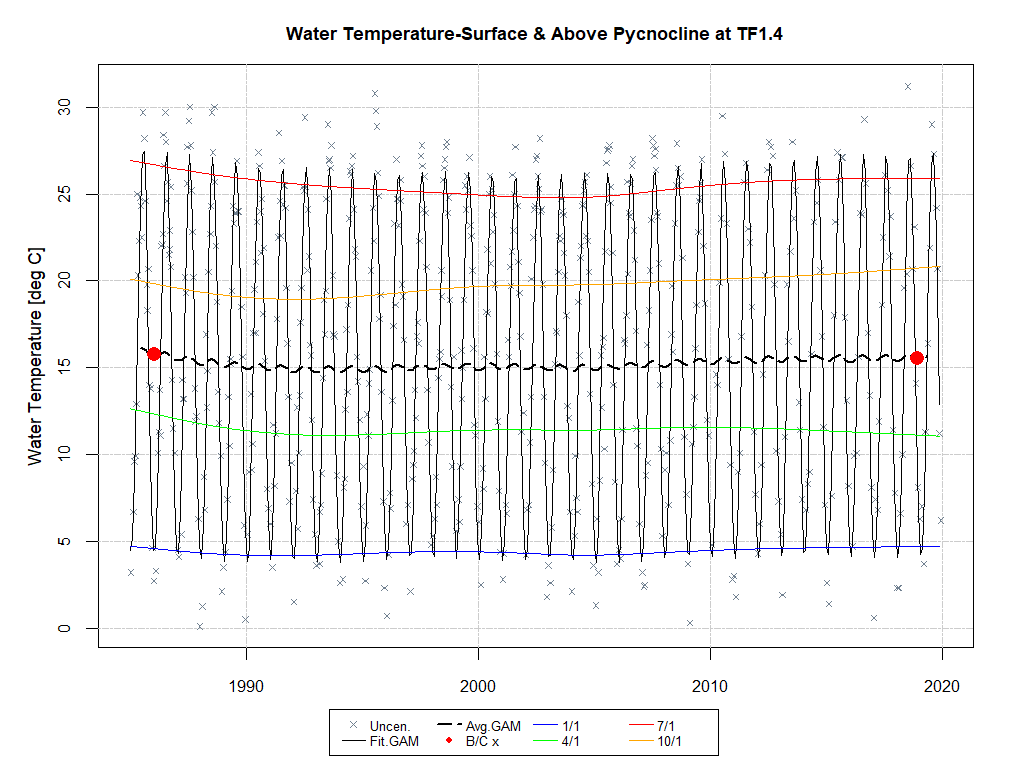 Water Temperature-Surface & Above Pycnocline at TF1.4
Water Temperature [deg C]
30
25
20
15
10
5
0
1990 2000 2010 2020
Uncen. Avg.GAM 1/1 7/1
Fit.GAM B/C x 4/1 10/1